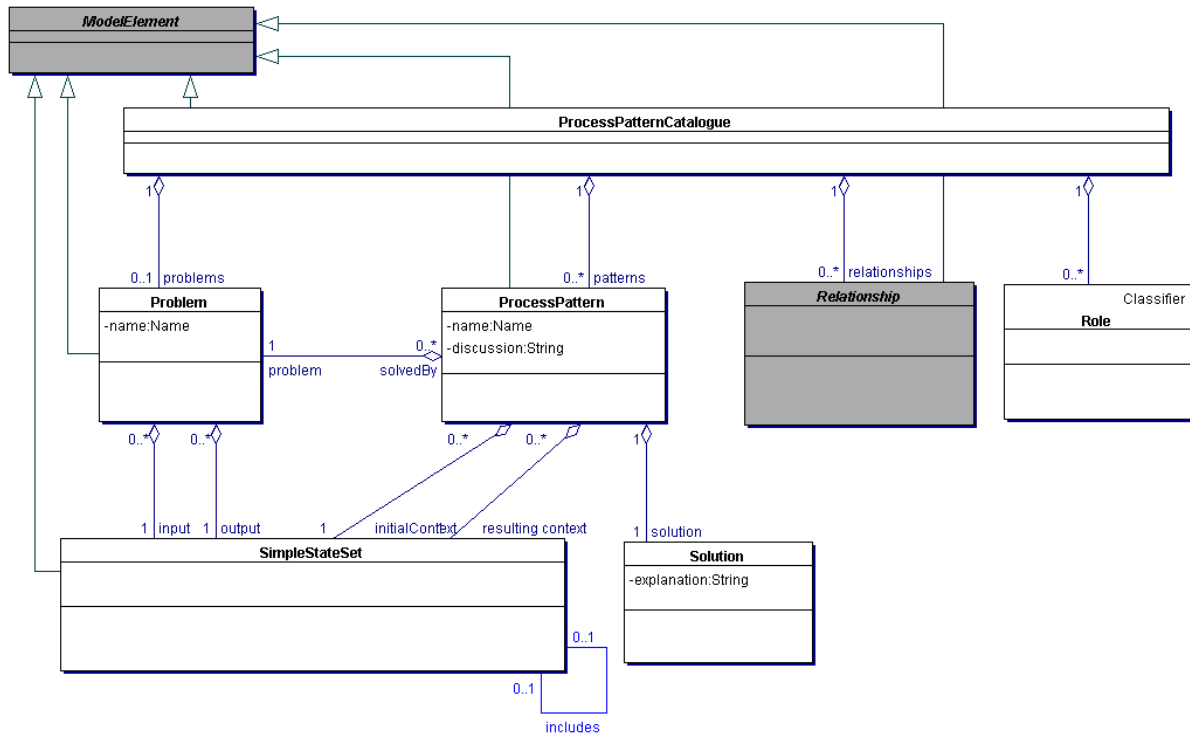 ModelElement
ProcessPatternCatalogue
1 1 1 1
0..1 problems 0..* patterns 0..* relationships 0..*
Problem
-name:Name
ProcessPattern
-name:Name
-discussion:String
Relationship
Classifier
Role
1 0..*
problem solvedBy
0..* 0..* 0..* 0..* 1
1 input 1 output 1 initialContext resulting context 1 solution
SimpleStateSet
Solution
-explanation:String
0..1
0..1
includes